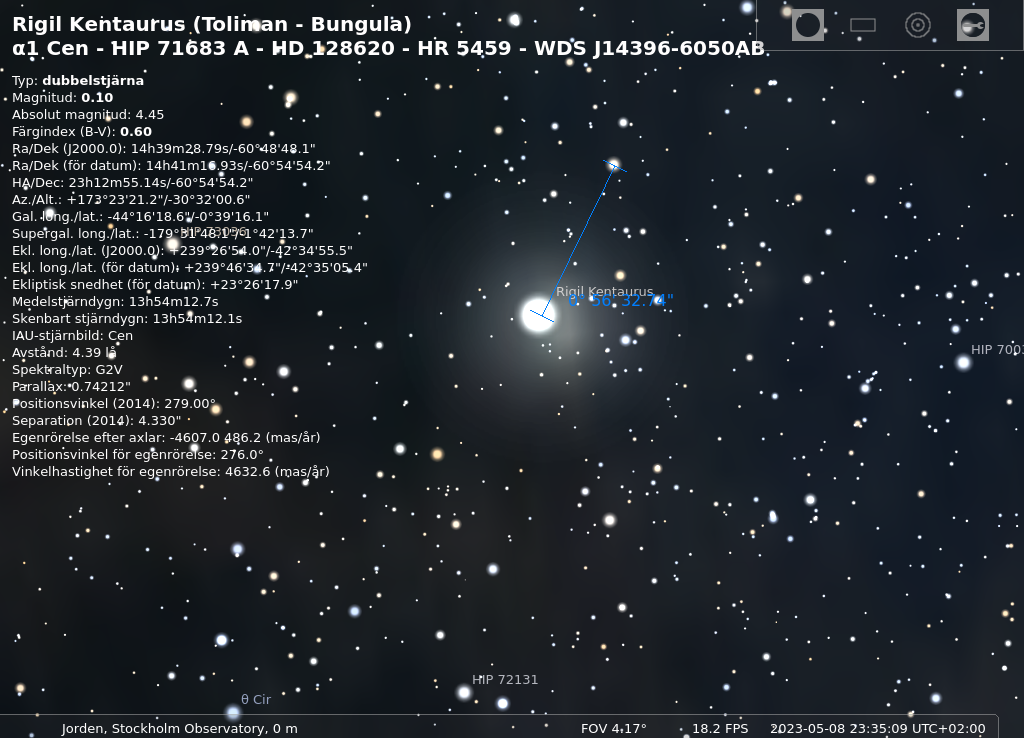 Rigil Kentaurus (Toliman - Bungula)
α1 Cen - HIP 71683 A - HD 128620 - HR 5459 - WDS J14396-6050AB
Typ: dubbelstjärna
Magnitud: 0.10
Absolut magnitud: 4.45
Färgindex (B-V): 0.60
Ra/Dek (J2000.0): 14h39m28.79s/-60°48'48.1"
Ra/Dek (för datum): 14h41m16.93s/-60°54'54.2"
HA/Dec: 23h12m55.14s/-60°54'54.2"
Az./Alt.: +173°23'21.2"/-30°32'00.6"
Gal. long./lat.: -44°16'18.6"/-0°39'16.1"
Supergal. long./lat.: -179°31'48.1"/-1°42'13.7"
Ekl. long./lat. (J2000.0): +239°26'54.0"/-42°34'55.5"
Ekl. long./lat. (för datum): +239°46'34.7"/-42°35'05.4"
Ekliptisk snedhet (för datum): +23°26'17.9"
Medelstjärndygn: 13h54m12.7s
Skenbart stjärndygn: 13h54m12.1s
IAU-stjärnbild: Cen
Avstånd: 4.39 lå
Spektraltyp: G2V
Parallax: 0.74212"
Positionsvinkel (2014): 279.00°
Separation (2014): 4.330"
Egenrörelse efter axlar: -4607.0 486.2 (mas/år)
Positionsvinkel för egenrörelse: 276.0°
Vinkelhastighet för egenrörelse: 4632.6 (mas/år)
Rigil Kentaurus
0° 56' 32.74"
HIP 7003
HIP 72131
θ Cir
Jorden, Stockholm Observatory, 0 m FOV 4.17° 18.2 FPS 2023-05-08 23:35:09 UTC+02:00